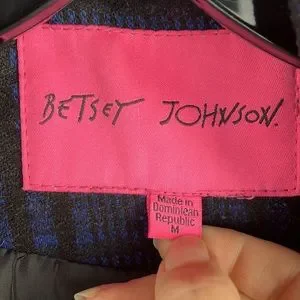 BETSEY JOHNSON.
Made in
Dominican
Republic
M